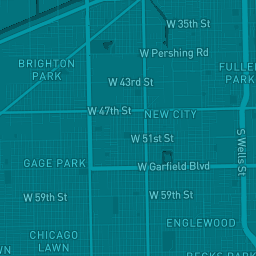 W 35th St
W Pershing Rd
BRIGHTON
PARK
FULLER
PARK
W 43rd St
W 47th St
NEW CITY
W 51st St
S Wells St
GAGE PARK
W Garfield Blvd
W 59th St
W 59th St
ENGLEWOOD
CHICAGO
LAWN